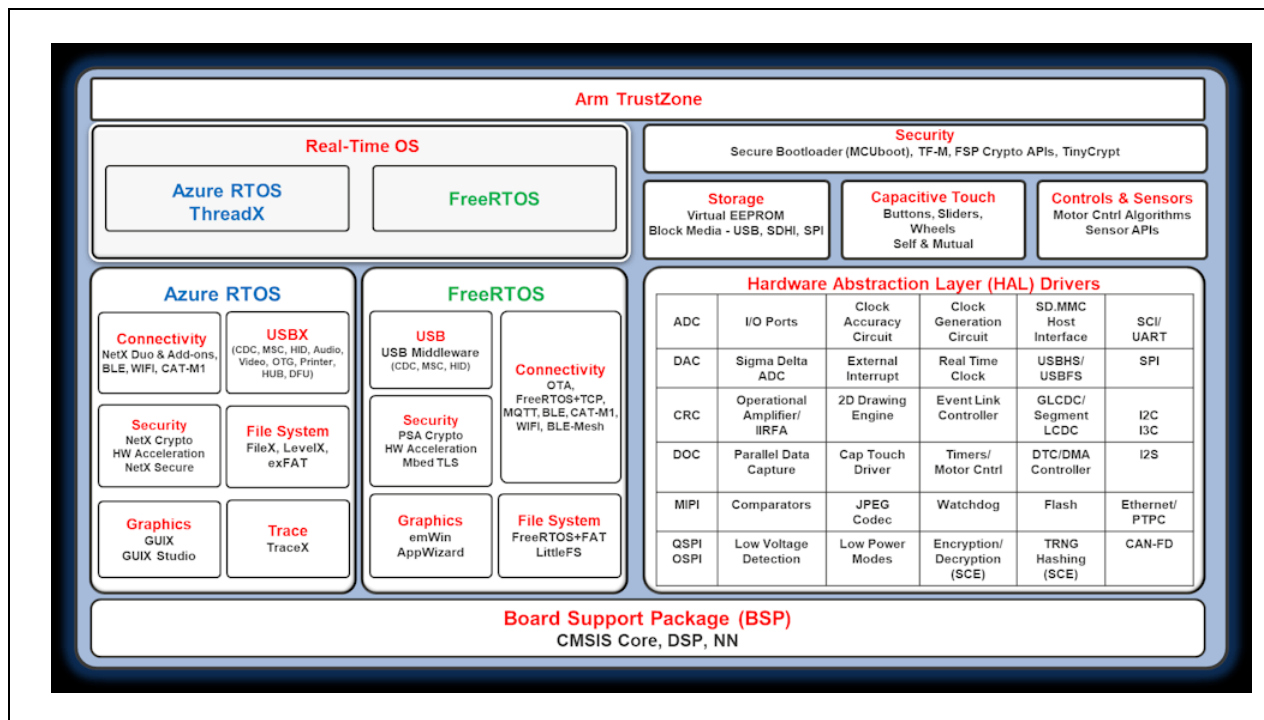 Arm TrustZone
Real-Time OS
Azure RTOS
ThreadX
FreeRTOS
Security
Secure Bootloader (MCUboot), TF-M, FSP Crypto APIs, TinyCrypt
Storage
Virtual EEPROM
Block Media - USB, SDHI, SPI
Capacitive Touch
Buttons, Sliders,
Wheels
Self & Mutual
Controls & Sensors
Motor Cntrl Algorithms
Sensor APIs
Azure RTOS
Connectivity
NetX Duo & Add-ons,
BLE, WIFI, CAT-M1
USBX
(CDC, MSC, HID, Audio,
Video, OTG, Printer,
HUB, DFU)
Security
NetX Crypto
HW Acceleration
NetX Secure
File System
FileX, LevelX,
exFAT
Graphics
GUIX
GUIX Studio
Trace
TraceX
FreeRTOS
USB
USB Middleware
(CDC, MSC, HID)
Connectivity
OTA,
FreeRTOS+TCP,
MQTT, BLE, CAT-M1,
WIFI, BLE-Mesh
Security
PSA Crypto
HW Acceleration
Mbed TLS
Graphics
emWin
AppWizard
File System
FreeRTOS+FAT
LittleFS
Hardware Abstraction Layer (HAL) Drivers
ADC
I/O Ports
Clock
Accuracy
Circuit
Clock
Generation
Circuit
SD.MMC
Host
Interface
SCI/
UART
DAC
Sigma Delta
ADC
External
Interrupt
Real Time
Clock
USBHS/
USBFS
SPI
CRC
Operational
Amplifier/
IIRFA
2D Drawing
Engine
Event Link
Controller
GLCDC/
Segment
LCDC
I2C
I3C
DOC
Parallel Data
Capture
Cap Touch
Driver
Timers/
Motor Cntrl
DTC/DMA
Controller
I2S
MIPI
Comparators
JPEG
Codec
Watchdog
Flash
Ethernet/
PTPC
QSPI
OSPI
Low Voltage
Detection
Low Power
Modes
Encryption/
Decryption
(SCE)
TRNG
Hashing
(SCE)
CAN-FD
Board Support Package (BSP)
CMSIS Core, DSP, NN